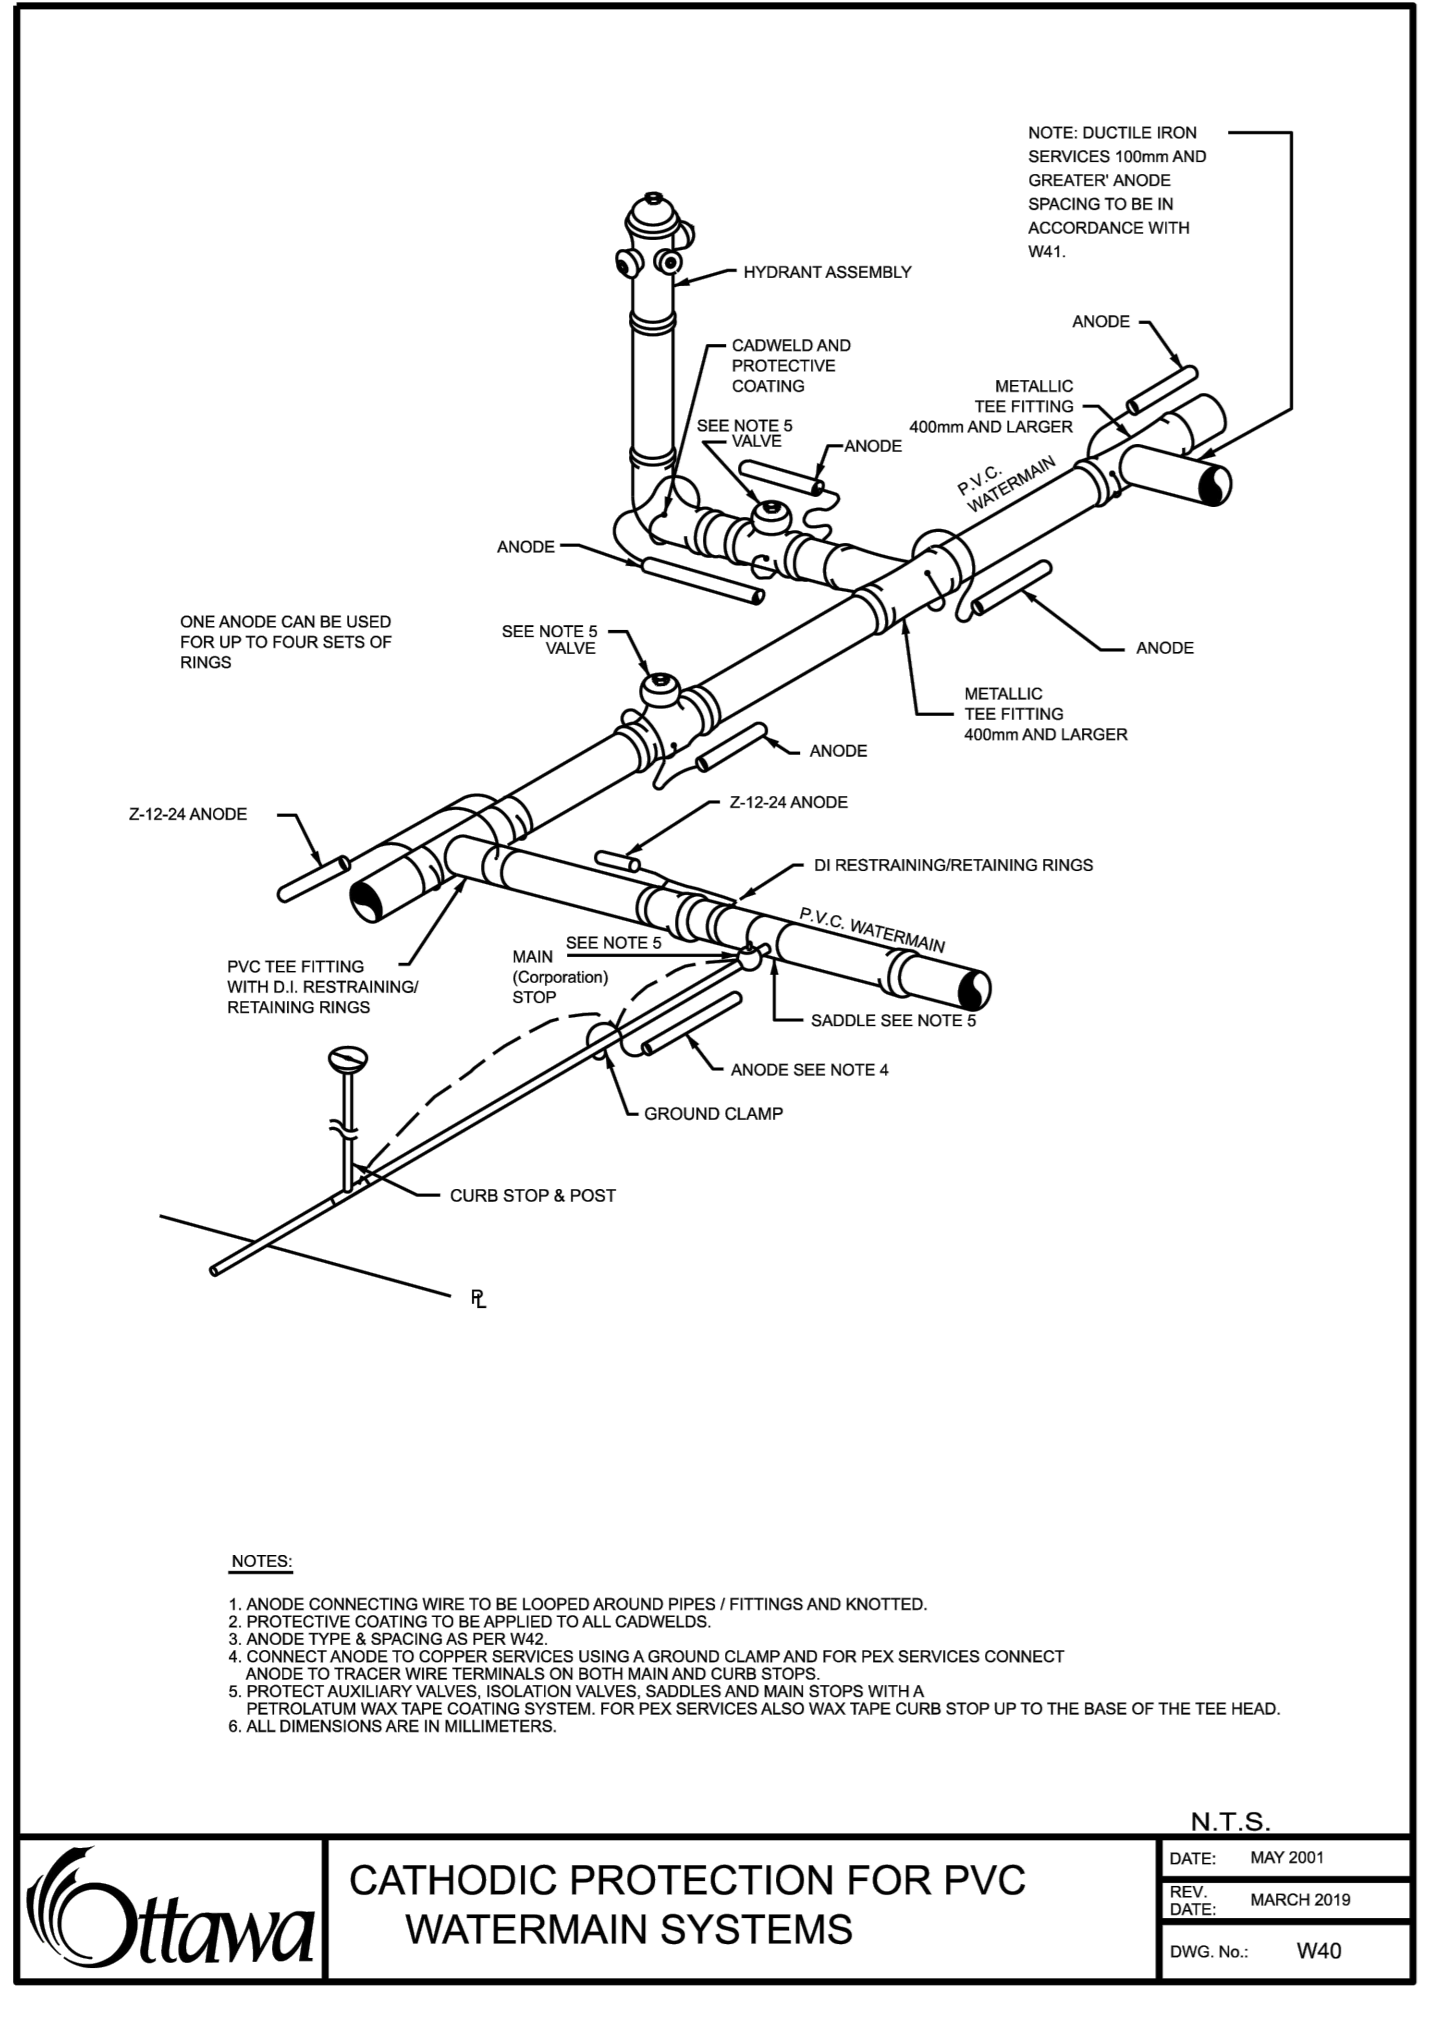 NOTE: DUCTILE IRON
SERVICES 100mm AND
GREATER' ANODE
SPACING TO BE IN
ACCORDANCE WITH
W41.
HYDRANT ASSEMBLY
ANODE
CADWELD AND
PROTECTIVE
COATING
METALLIC
TEE FITTING
400mm AND LARGER
SEE NOTE 5
VALVE
ANODE
P.V.C.
WATERMAIN
ANODE
ONE ANODE CAN BE USED
FOR UP TO FOUR SETS OF
RINGS
SEE NOTE 5
VALVE
ANODE
METALLIC
TEE FITTING
400mm AND LARGER
ANODE
Z-12-24 ANODE
Z-12-24 ANODE
DI RESTRAINING/RETAINING RINGS
P.V.C. WATERMAIN
SEE NOTE 5
MAIN
(Corporation)
STOP
PVC TEE FITTING
WITH D.I. RESTRAINING/
RETAINING RINGS
SADDLE SEE NOTE 5
ANODE SEE NOTE 4
GROUND CLAMP
CURB STOP & POST
PL
NOTES:
1. ANODE CONNECTING WIRE TO BE LOOPED AROUND PIPES / FITTINGS AND KNOTTED.
2. PROTECTIVE COATING TO BE APPLIED TO ALL CADWELDS.
3. ANODE TYPE & SPACING AS PER W42.
4. CONNECT ANODE TO COPPER SERVICES USING A GROUND CLAMP AND FOR PEX SERVICES CONNECT
ANODE TO TRACER WIRE TERMINALS ON BOTH MAIN AND CURB STOPS.
5. PROTECT AUXILIARY VALVES, ISOLATION VALVES, SADDLES AND MAIN STOPS WITH A
PETROLATUM WAX TAPE COATING SYSTEM. FOR PEX SERVICES ALSO WAX TAPE CURB STOP UP TO THE BASE OF THE TEE HEAD.
6. ALL DIMENSIONS ARE IN MILLIMETERS.
N.T.S.
Ottawa
CATHODIC PROTECTION FOR PVC
WATERMAIN SYSTEMS
DATE: MAY 2001
REV.
DATE: MARCH 2019
DWG. No.: W40